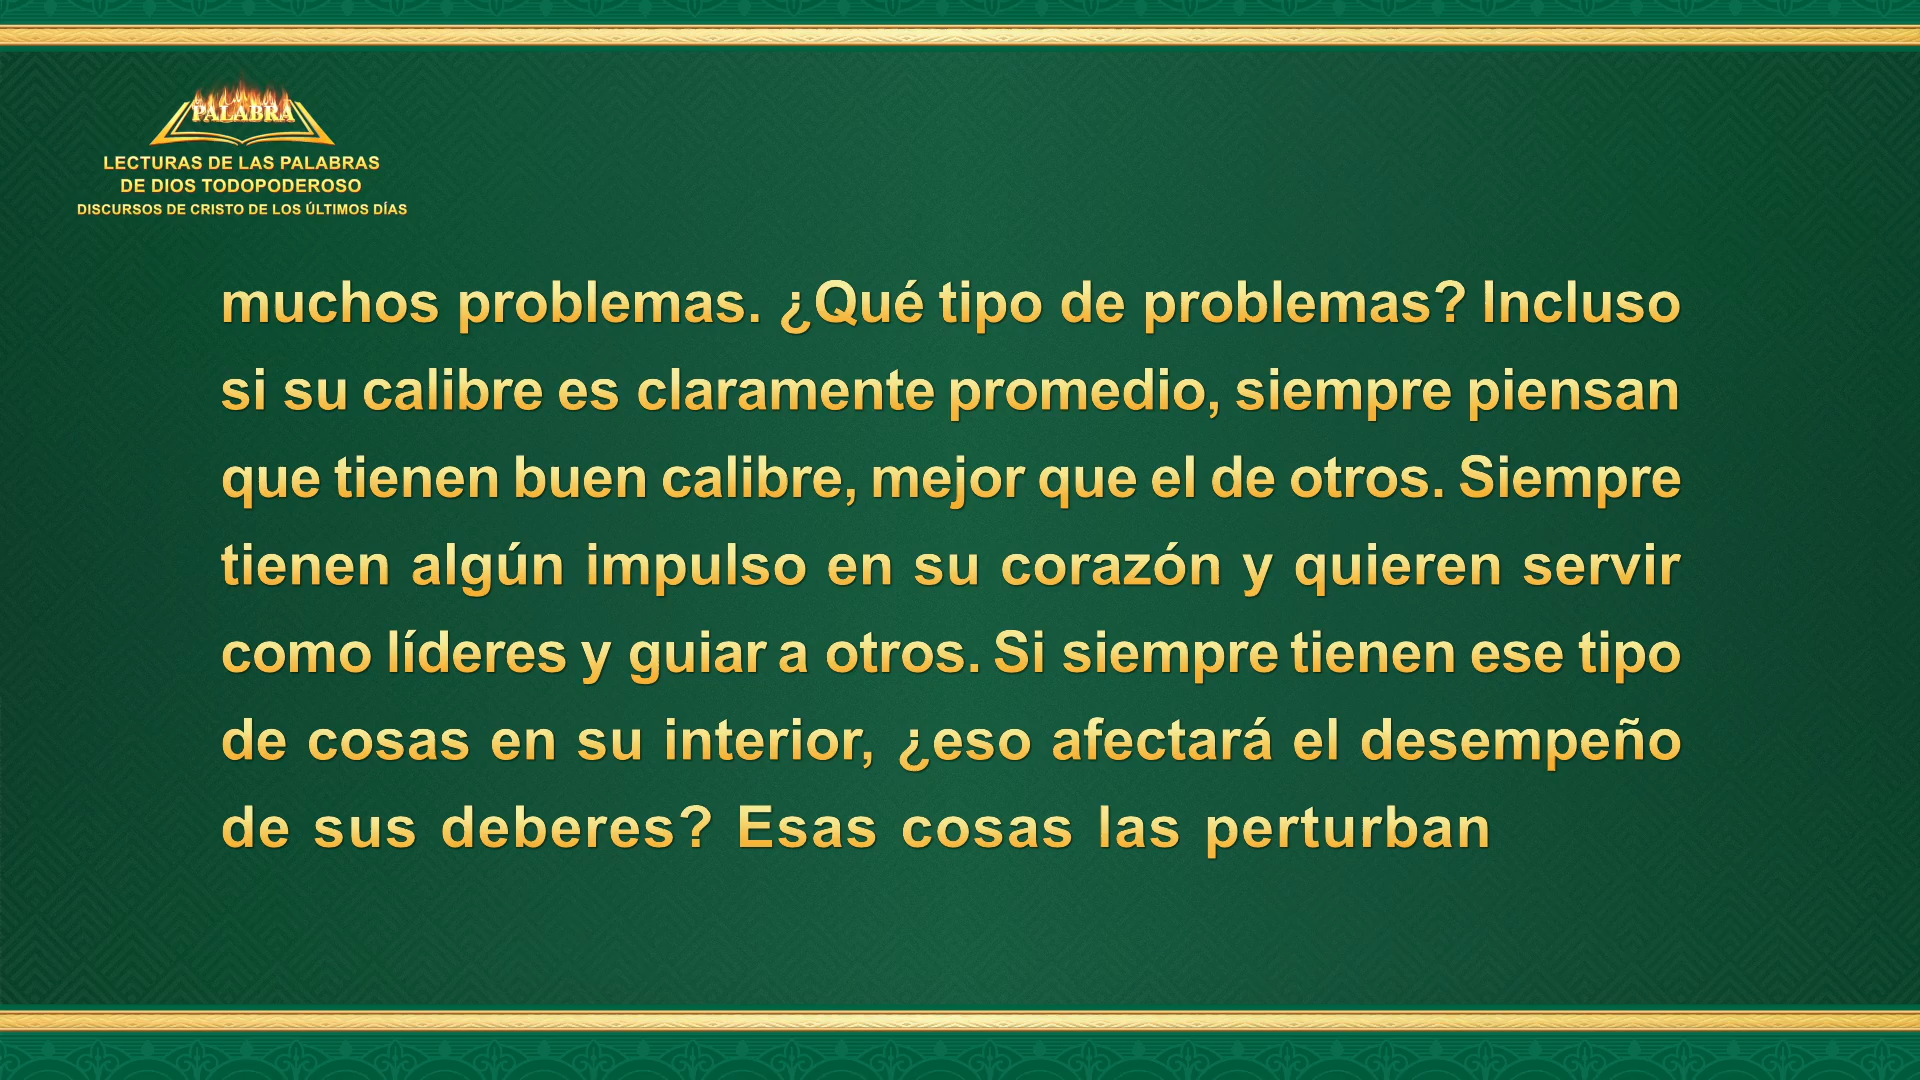 PALABRA
LECTURAS DE LAS PALABRAS
DE DIOS TODOPODEROSO
DISCURSOS DE CRISTO DE LOS ÚLTIMOS DÍAS
muchos problemas. ¿Qué tipo de problemas? Incluso
si su calibre es claramente promedio, siempre piensan
que tienen buen calibre, mejor que el de otros. Siempre
tienen algún impulso en su corazón y quieren servir
como líderes y guiar a otros. Si siempre tienen ese tipo
de cosas en su interior, ¿eso afectará el desempeño
de sus deberes? Esas cosas las perturban